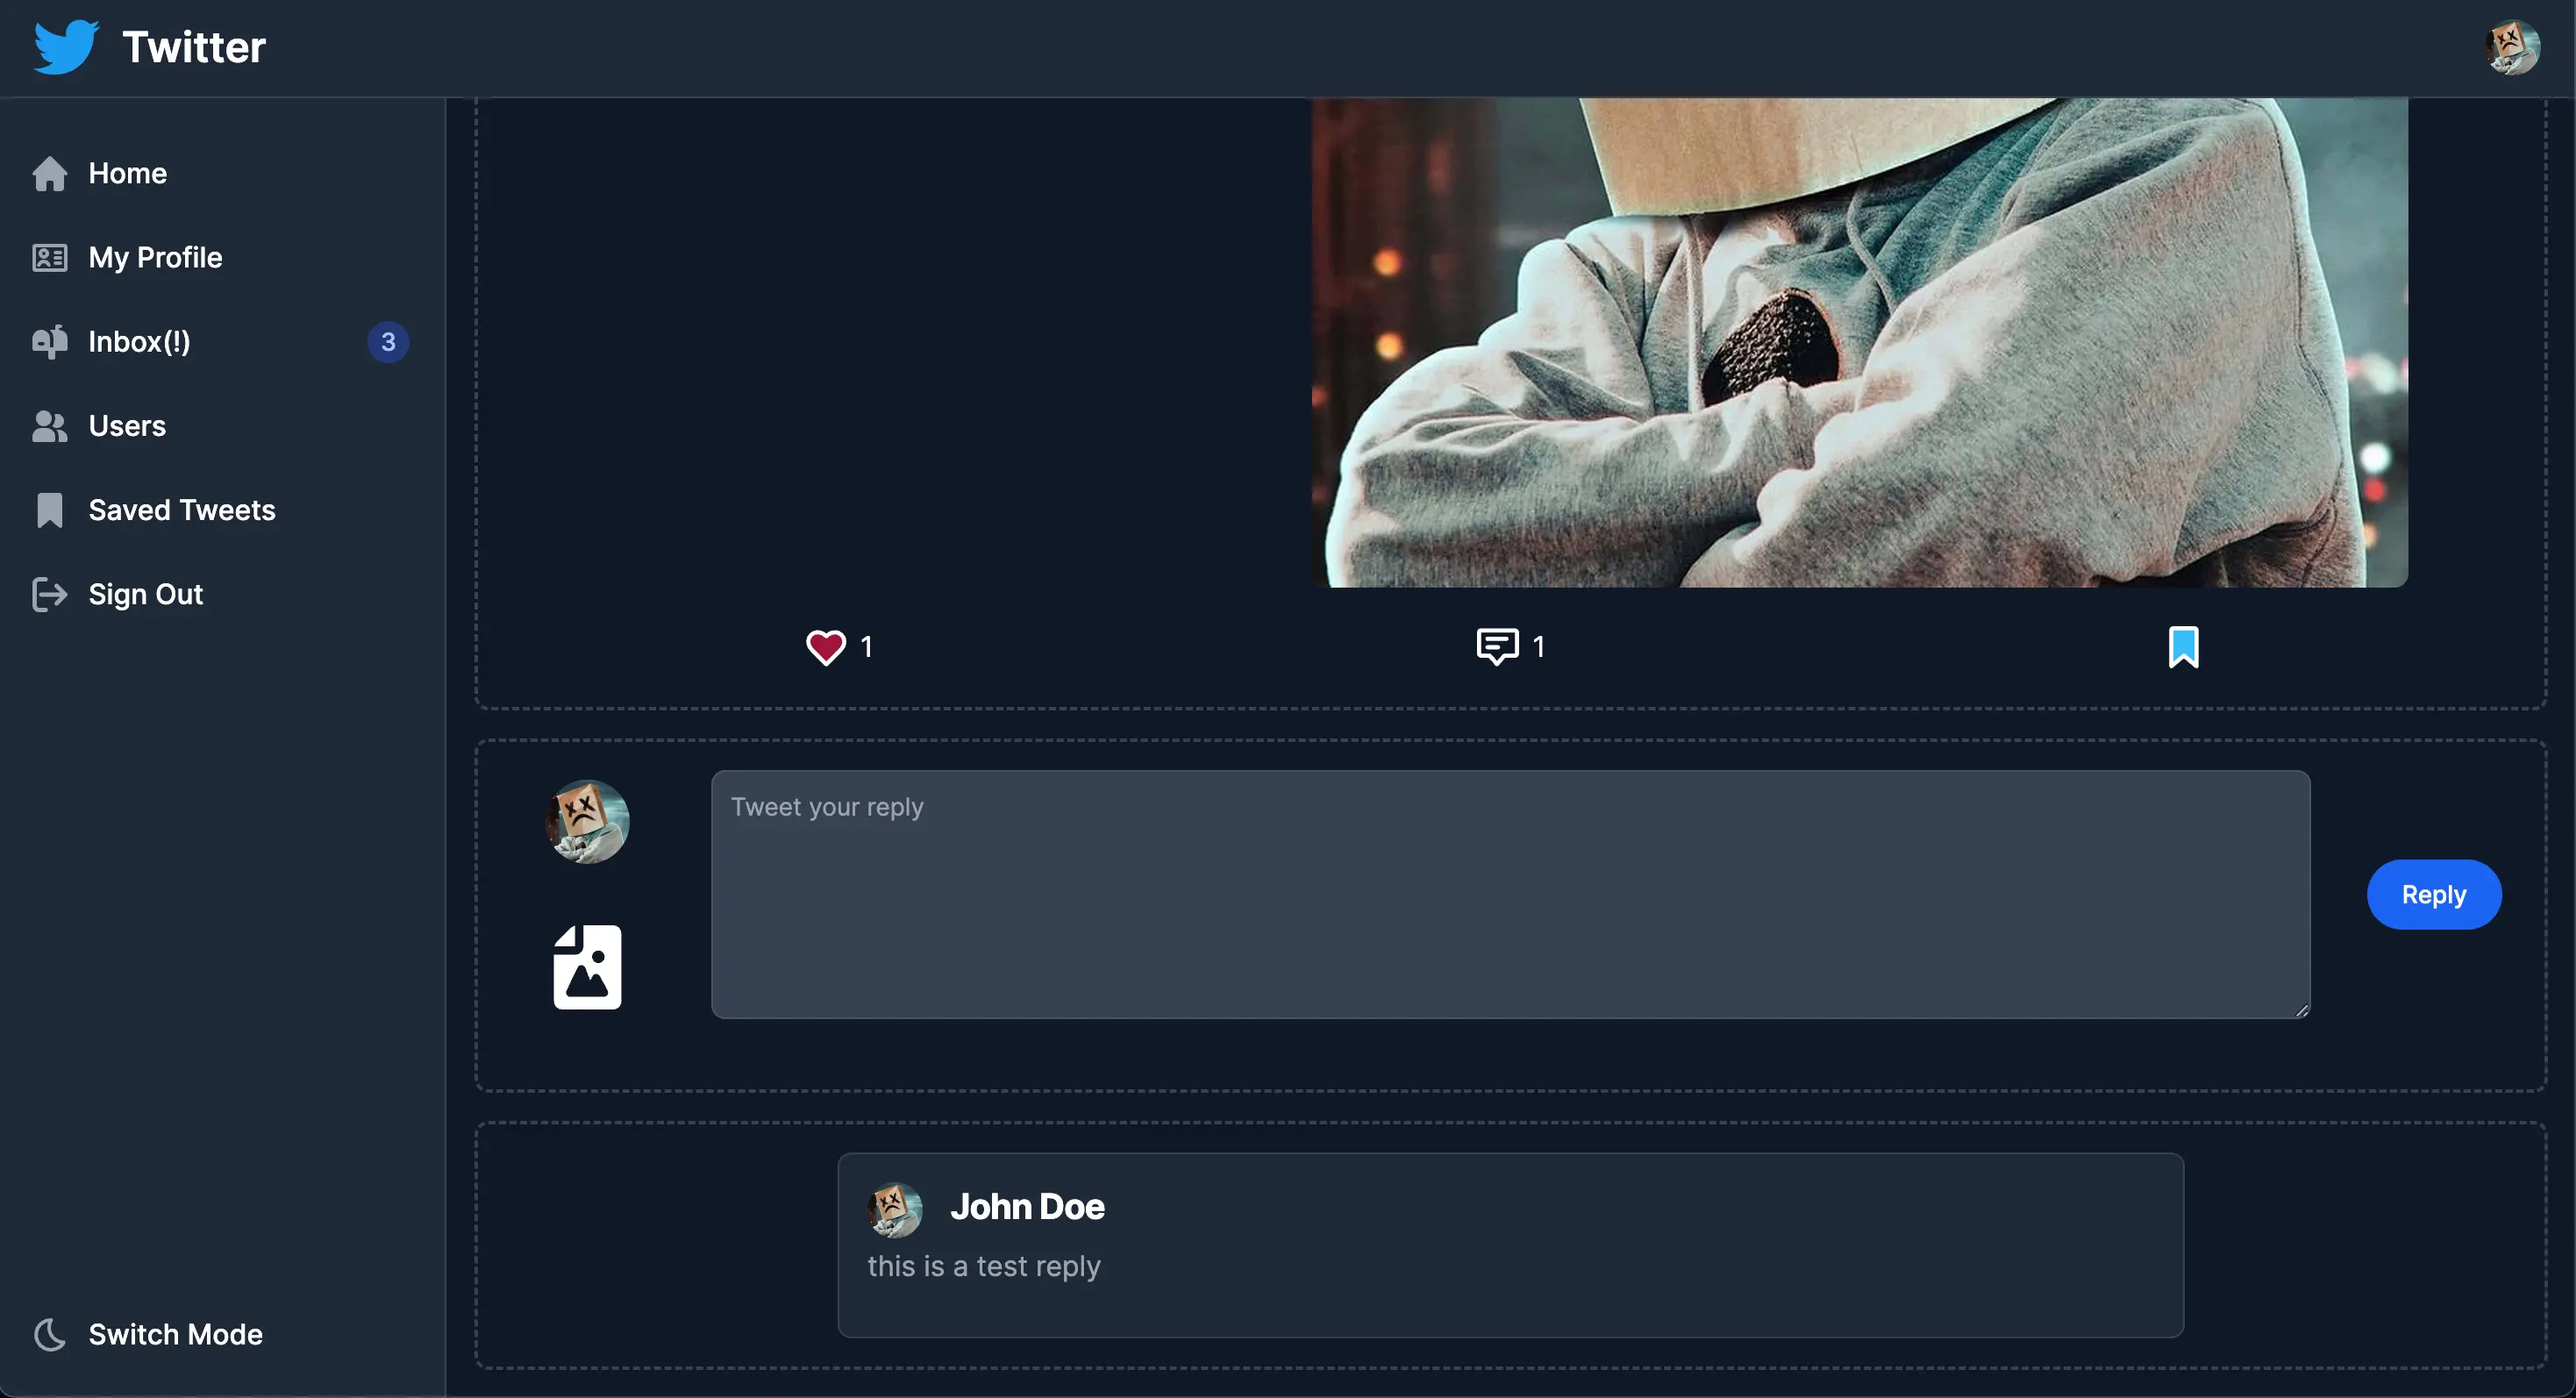 Twitter
Home
My Profile
Inbox(!)
3
Users
Saved Tweets
Sign Out
Switch Mode
1
1
Tweet your reply
Reply
John Doe
this is a test reply